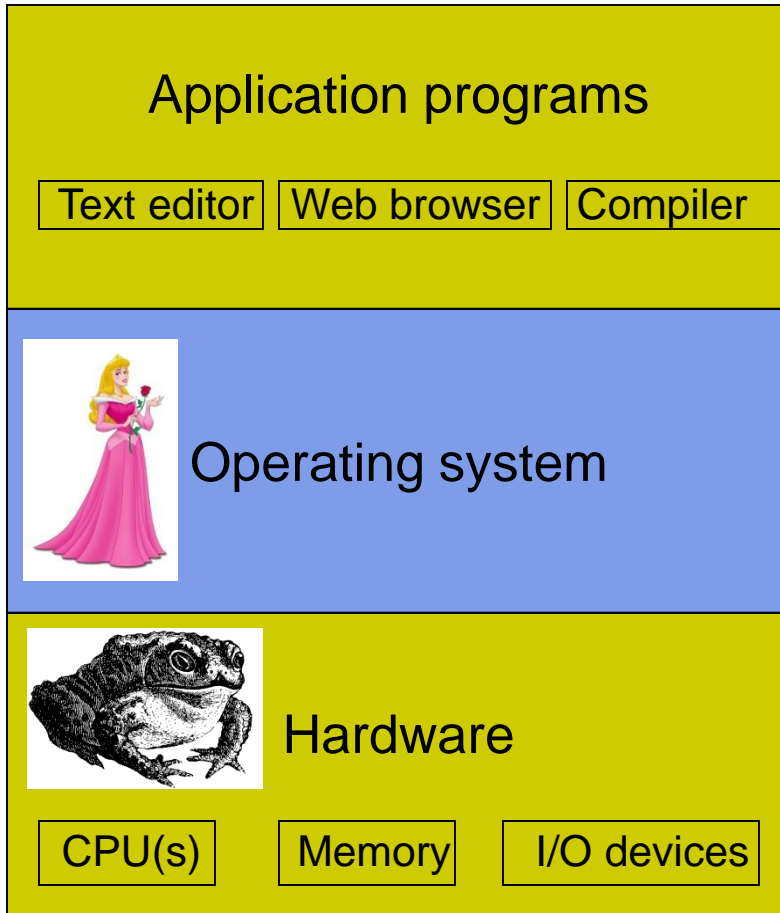 Application programs
Text editor Web browser Compiler
Operating system
Hardware
CPU(s) Memory I/O devices